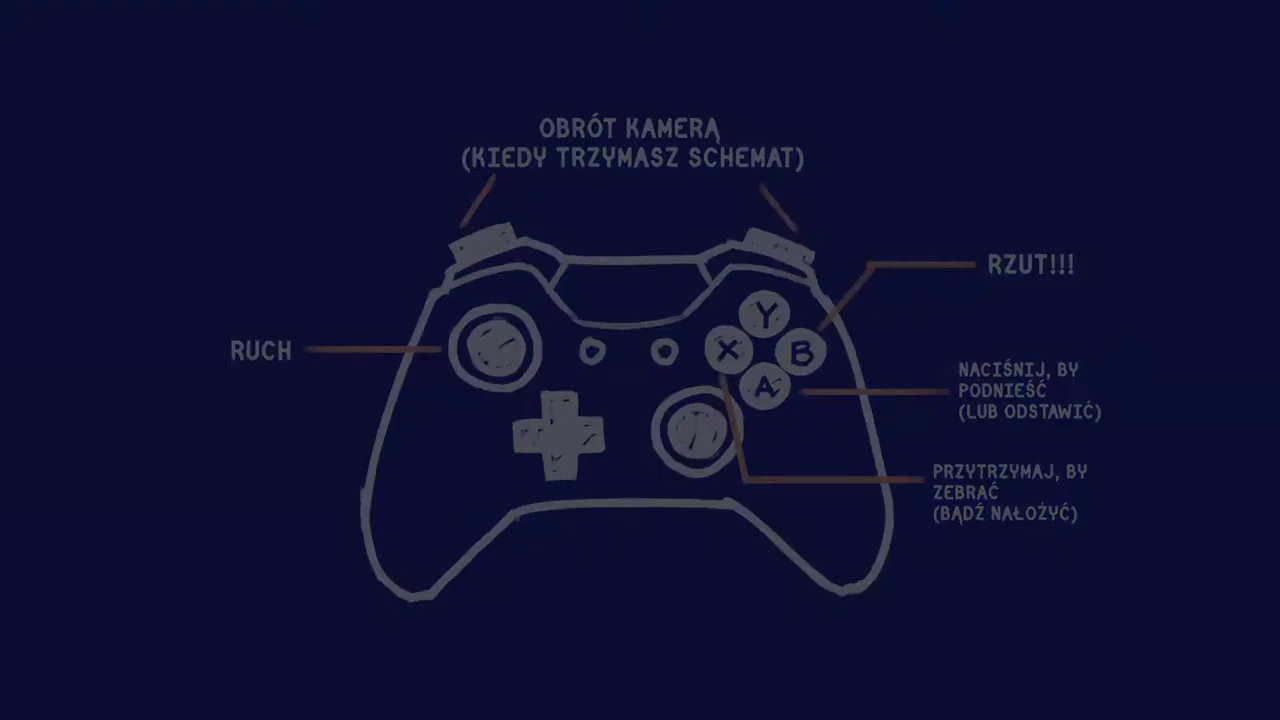 OBRÓT KAMERĄ
(KIEDY TRZYMASZ SCHEMAT)
RZUT!!!
Y
RUCH
X
B
A
NACIŚNIJ, BY
PODNIEŚĆ
(LUB ODSTAWIĆ)
PRZYTRZYMAJ, BY
ZEBRAĆ
(BĄDŹ NAŁOŻYĆ)